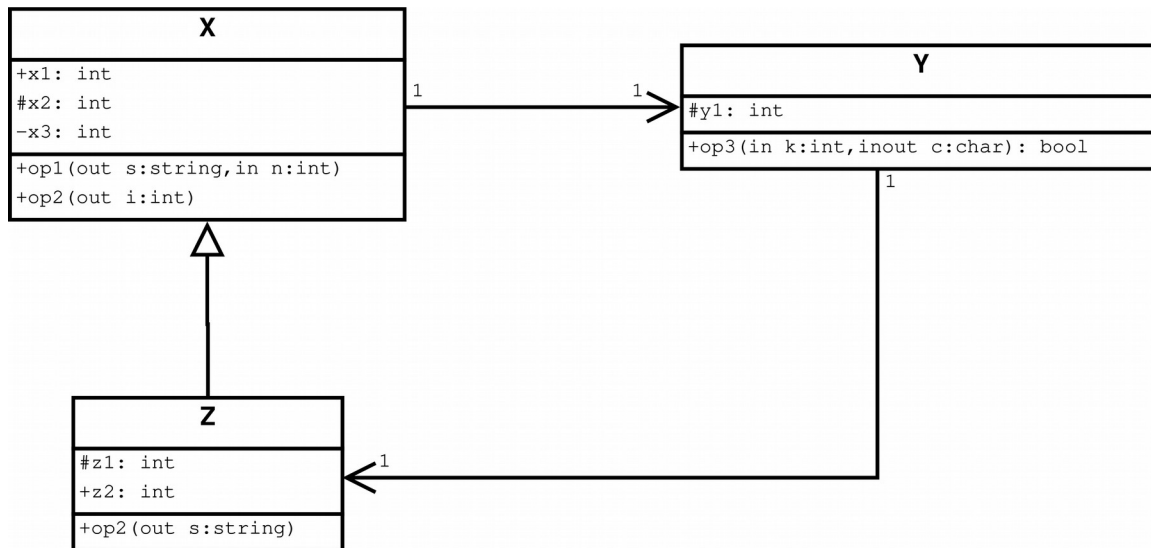 X
+x1: int
#x2: int
-x3: int
+op1(out s:string,in n:int)
+op2(out i:int)
1
1
Y
#y1: int
+op3(in k:int,inout c:char): bool
1
Z
#z1: int
+z2: int
+op2(out s:string)
1